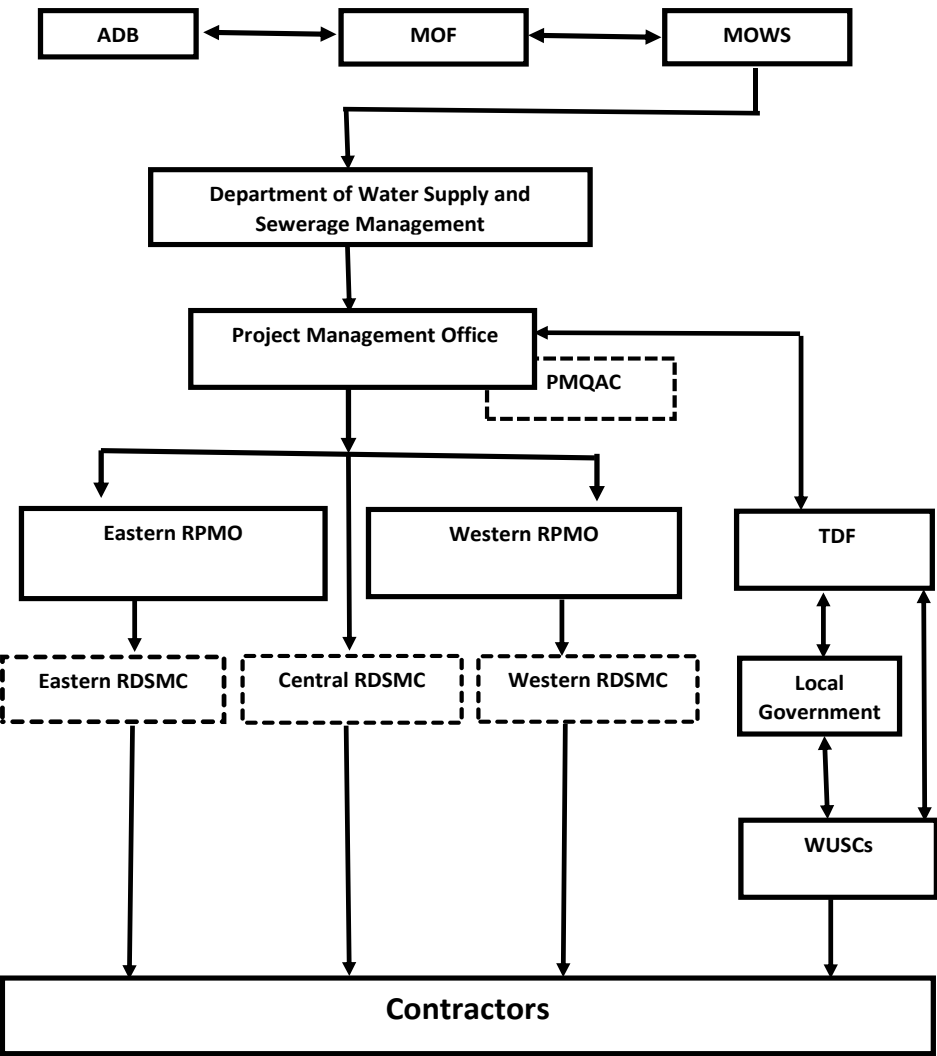 ADB
MOF
MOWS
Department of Water Supply and
Sewerage Management
Project Management Office
PMQAC
Eastern RPMO
Western RPMO
TDF
Eastern RDSMC
Central RDSMC
Western RDSMC
Local
Government
WUSCs
Contractors